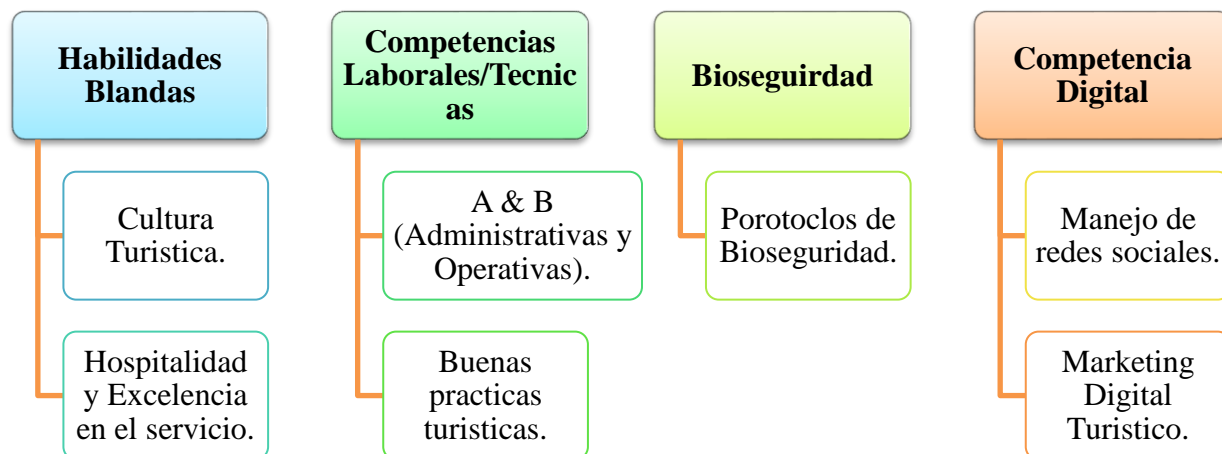 Habilidades
Blandas
Cultura
Turistica.
Hospitalidad
y Excelencia
en el servicio.
Competencias
Laborales/Tecnic
as
A & B
(Administrativas y
Operativas).
Buenas
practicas
turisticas.
Bioseguirdad
Porotoclos de
Bioseguridad.
Competencia
Digital
Manejo de
redes sociales.
Marketing
Digital
Turistico.